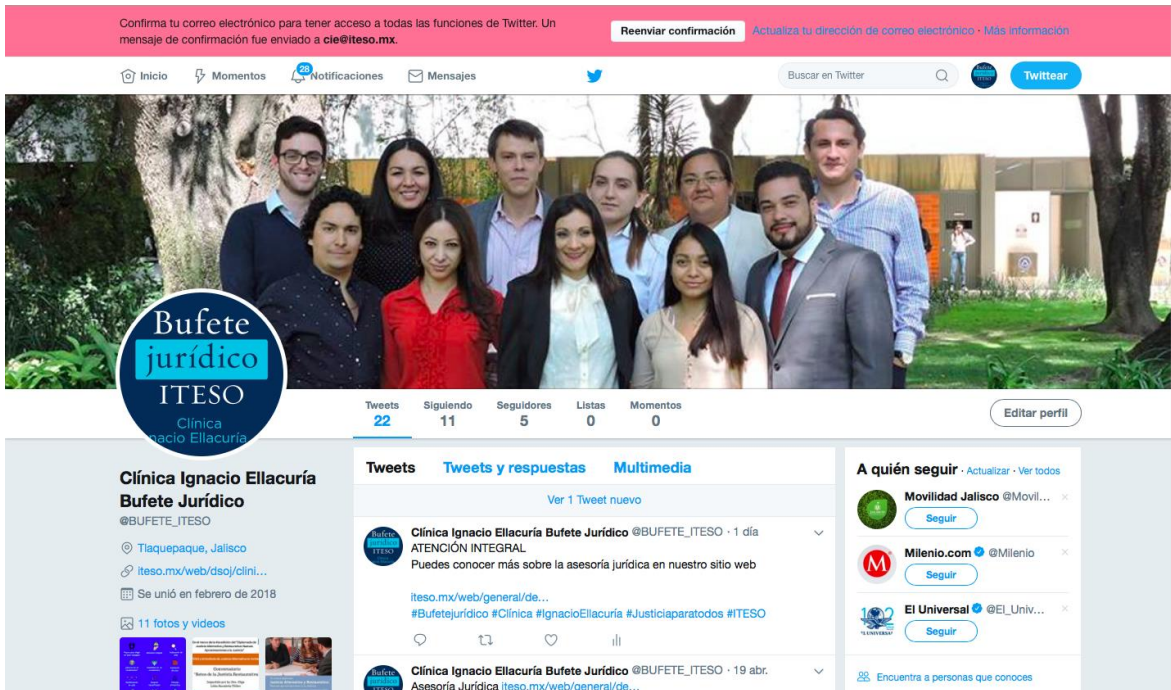 Confirma tu correo electrónico para tener acceso a todas las funciones de Twitter. Un
mensaje de confirmación fue enviado a cie@iteso.mx.
Reenviar confirmación
Actualiza tu dirección de correo electrónico · Más información
Inicio
Momentos
28
Notificaciones
Mensajes
Buscar en Twitter
Twittear
Bufete
jurídico
ITESO
Clínica
Ellacuría
Tweets
22
Siguiendo
11
Seguidores
5
Listas
0
Momentos
0
Editar perfil
Clínica Ignacio Ellacuría
Bufete Jurídico
@BUFETE_ITESO
Tlaquepaque, Jalisco
iteso.mx/web/dsoj/clini...
Se unió en febrero de 2018
11 fotos y videos
Tweets
Tweets y respuestas
Multimedia
Ver 1 Tweet nuevo
Clínica Ignacio Ellacuría Bufete Jurídico @BUFETE_ITESO · 1 día
ATENCIÓN INTEGRAL
Puedes conocer más sobre la asesoría jurídica en nuestro sitio web
iteso.mx/web/general/de...
#Bufetejurídico #Clínica #IgnacioEllacuría #Justiciaparatodos #ITESO
Clínica Ignacio Ellacuría Bufete Jurídico @BUFETE_ITESO · 19 abr.
Asesoría Jurídica iteso.mx/web/general/de...
A quién seguir · Actualizar · Ver todos
Movilidad Jalisco @Movil...
Seguir
Milenio.com @Milenio
Seguir
El Universal @El_Univ...
Seguir
Encuentra a personas que conoces